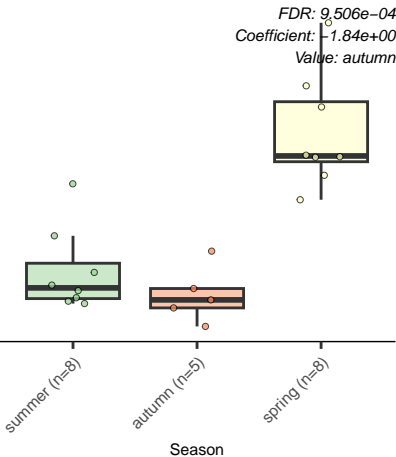 FDR: 9.506e−04
Coefficient: −1.84e+00
Value: autumn
summer (n=8)
autumn (n=5)
spring (n=8)
Season